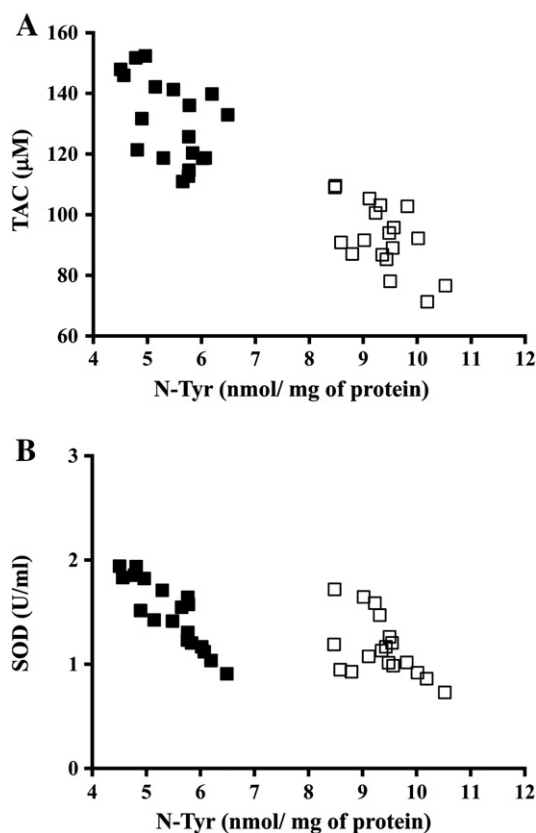 A
160
140
120
100
80
60
TAC (μM)
4 5 6 7 8 9 10 11 12
N-Tyr (nmol/ mg of protein)
B
3
2
1
0
SOD (U/ml)
4 5 6 7 8 9 10 11 12
N-Tyr (nmol/ mg of protein)